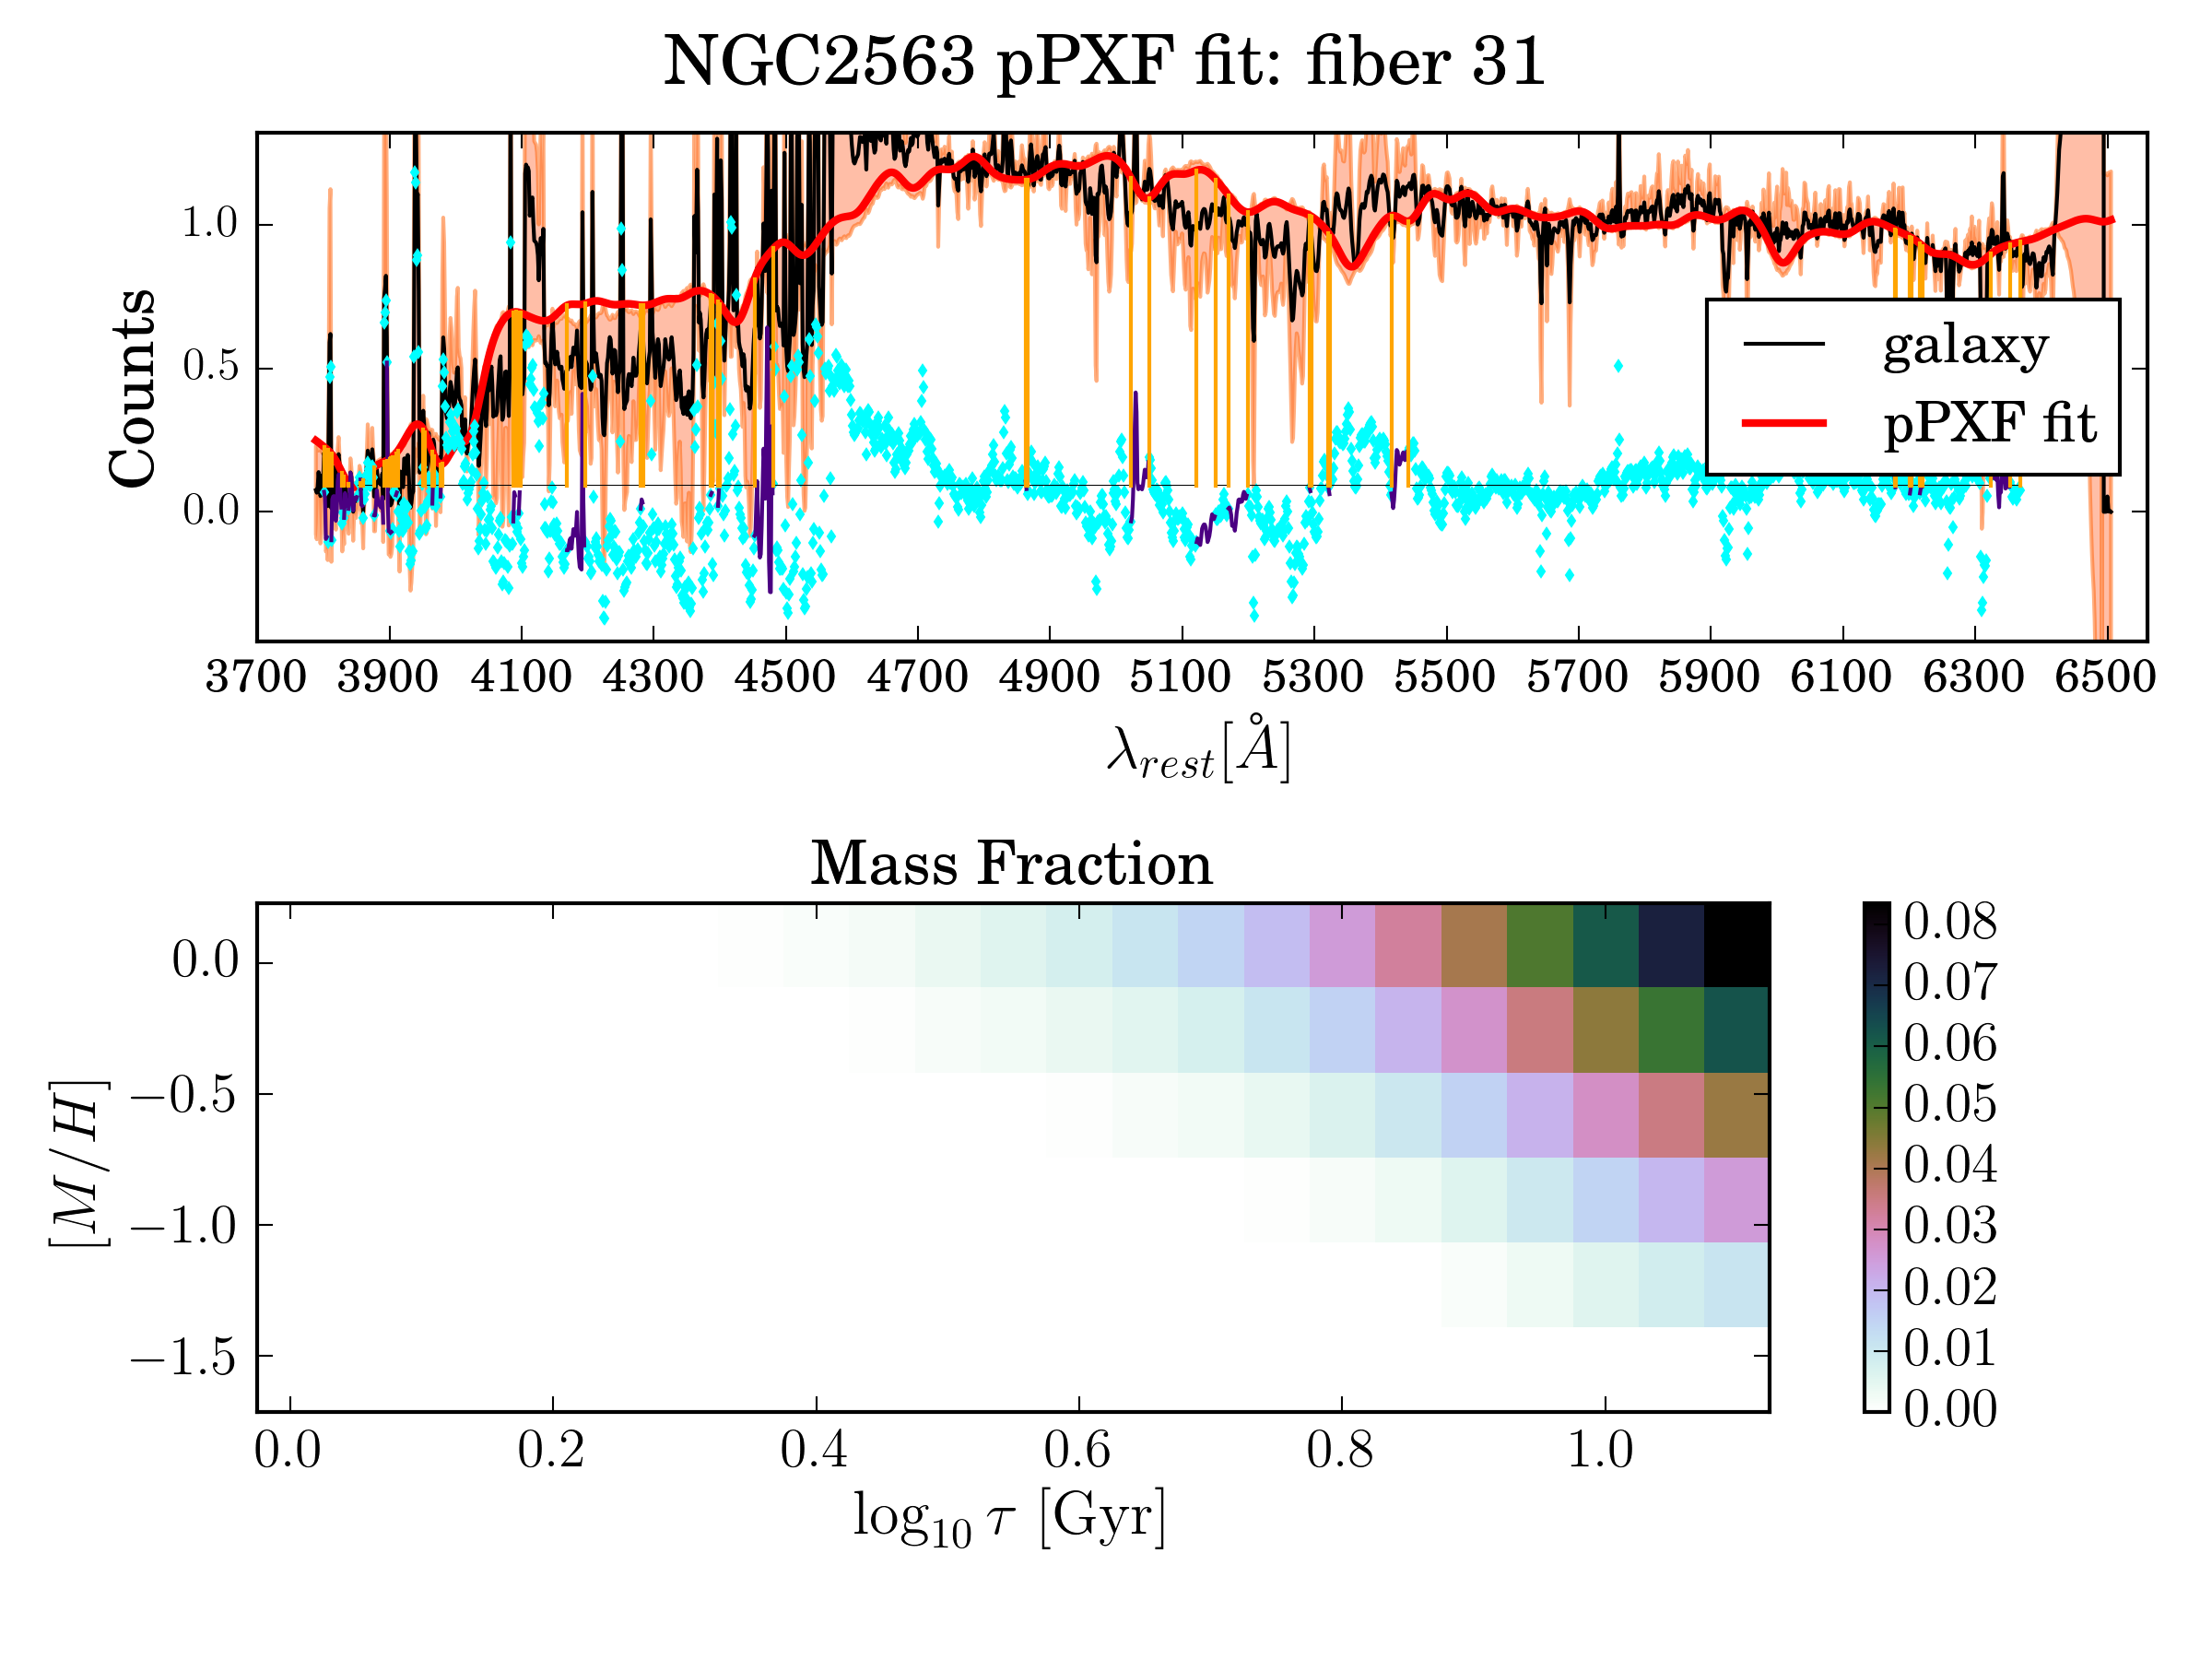 NGC2563 pPXF fit: fiber 31
Counts
1.0
0.5
0.0
galaxy
pPXF fit
3700 3900 4100 4300 4500 4700 4900 5100 5300 5500 5700 5900 6100 6300 6500
λrest[Å]
Mass Fraction
[M/H]
0.0
−0.5
−1.0
−1.5
0.08
0.07
0.06
0.05
0.04
0.03
0.02
0.01
0.00
0.0 0.2 0.4 0.6 0.8 1.0
log10 τ [Gyr]